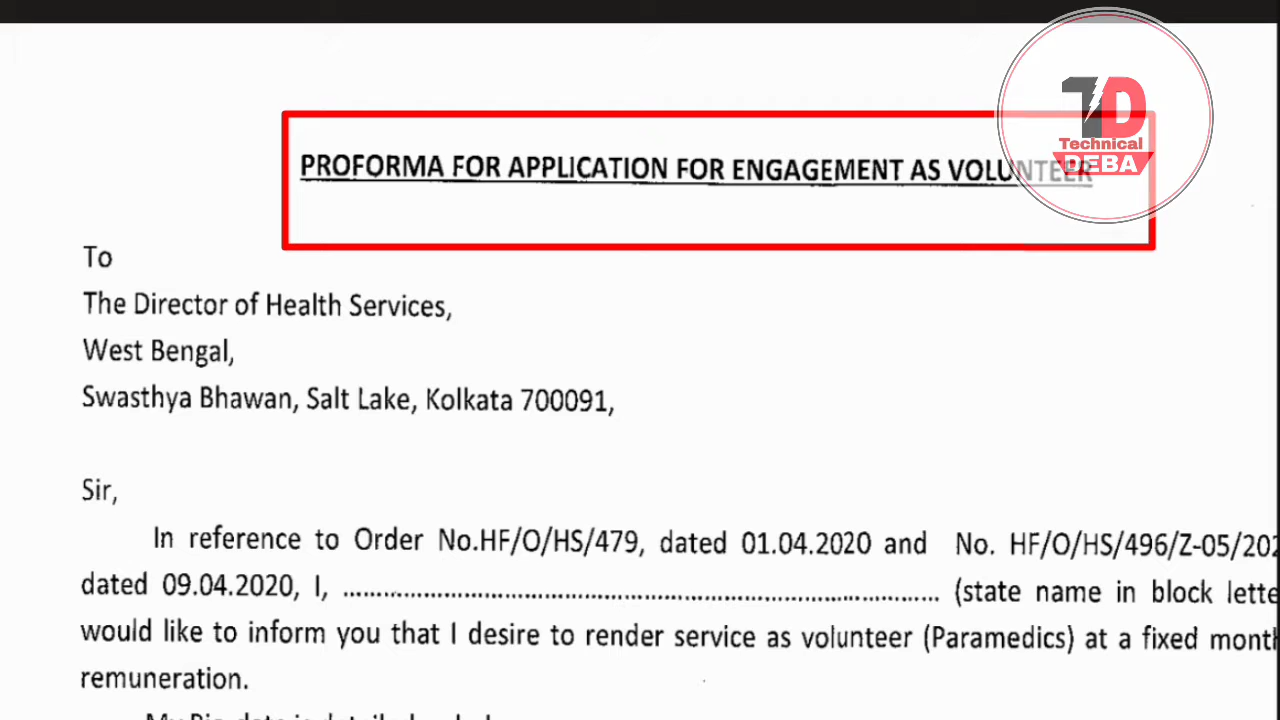 PROFORMA FOR APPLICATION FOR ENGAGEMENT AS VOLUNTEER
Technical
DEBA
To
The Director of Health Services,
West Bengal,
Swasthya Bhawan, Salt Lake, Kolkata 700091,
Sir,
In reference to Order No.HF/O/HS/479, dated 01.04.2020 and No. HF/O/HS/496/Z-05/202
dated 09.04.2020, I, ........................................................................................ (state name in block lette
would like to inform you that I desire to render service as volunteer (Paramedics) at a fixed month
remuneration.